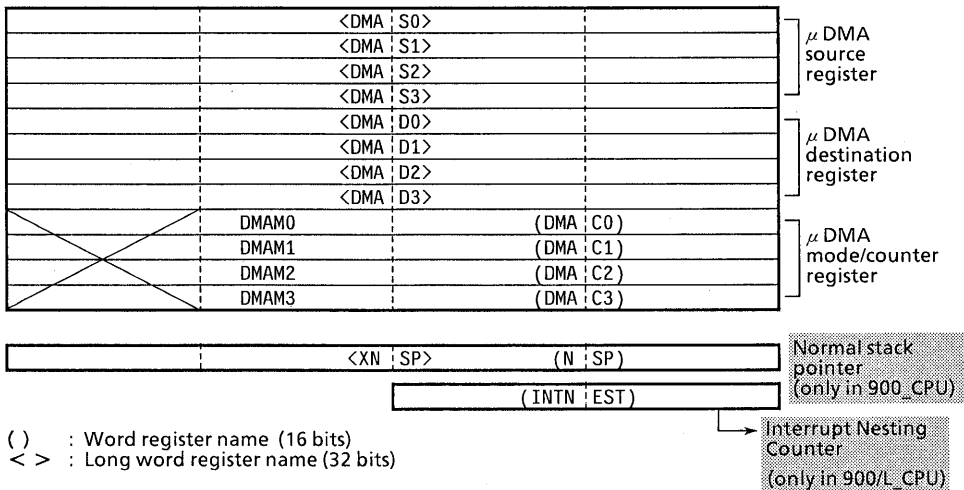 <DMA S0>
<DMA S1>
<DMA S2>
<DMA S3>
μ DMA
source
register
<DMA D0>
<DMA D1>
<DMA D2>
<DMA D3>
μ DMA
destination
register
DMAM0 (DMA C0)
DMAM1 (DMA C1)
DMAM2 (DMA C2)
DMAM3 (DMA C3)
μ DMA
mode/counter
register
<XN SP> (N SP)
Normal stack
pointer
(only in 900_CPU)
(INTN EST)
Interrupt Nesting
Counter
(only in 900/L_CPU)
( ) : Word register name (16 bits)
< > : Long word register name (32 bits)